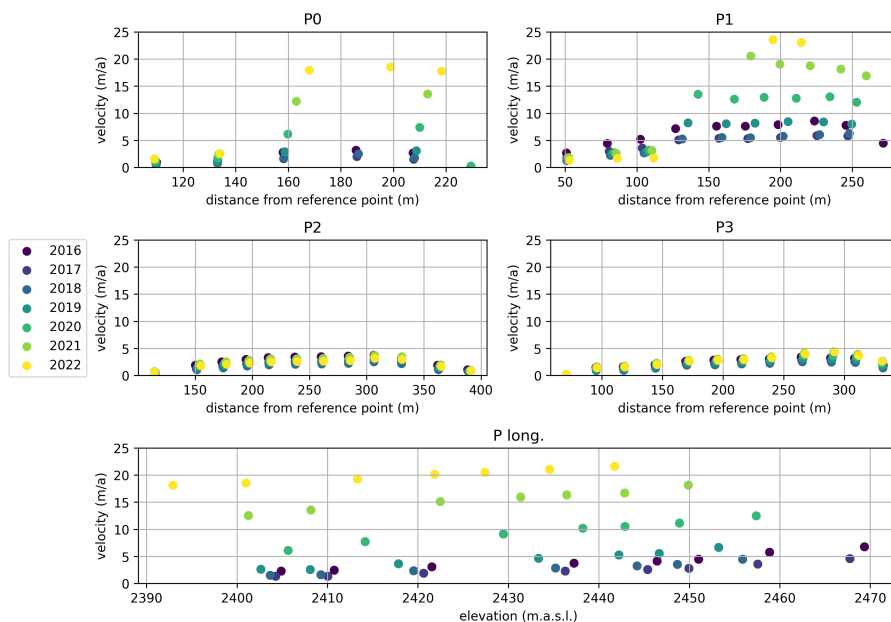 P0
25
20
15
10
5
0
velocity (m/a)
120 140 160 180 200 220
distance from reference point (m)
P1
25
20
15
10
5
0
velocity (m/a)
50 100 150 200 250
distance from reference point (m)
2016
2017
2018
2019
2020
2021
2022
P2
25
20
15
10
5
0
velocity (m/a)
100 150 200 250 300 350 400
distance from reference point (m)
P3
25
20
15
10
5
0
velocity (m/a)
100 150 200 250 300
distance from reference point (m)
P long.
25
20
15
10
5
0
velocity (m/a)
2390 2400 2410 2420 2430 2440 2450 2460 2470
elevation (m.a.s.l.)